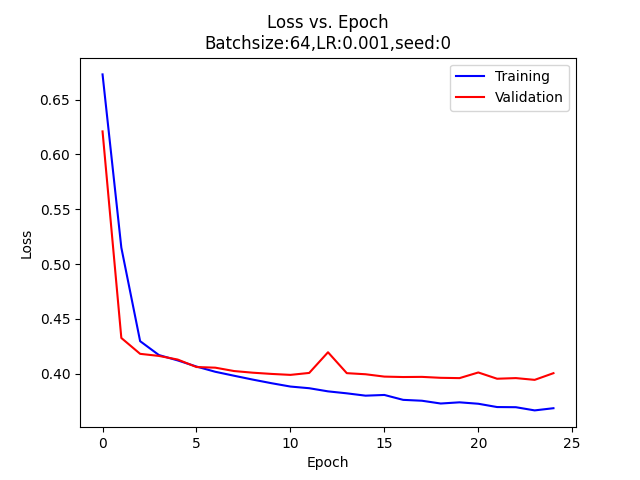 Loss vs. Epoch
Batchsize:64,LR:0.001,seed:0
Training
Validation
0.65
0.60
0.55
0.50
0.45
0.40
Loss
0
5
10
15
20
25
Epoch